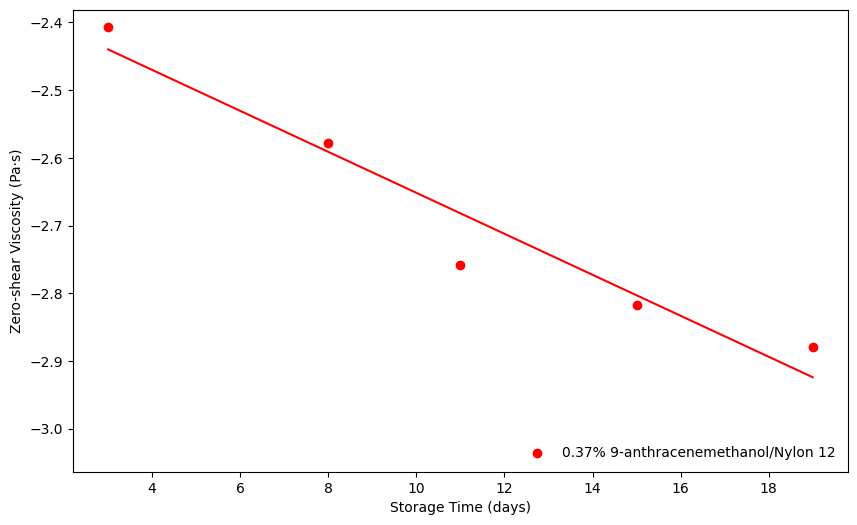 −2.4
−2.5
−2.6
−2.7
−2.8
−2.9
−3.0
Zero-shear Viscosity (Pa·s)
0.37% 9-anthracenemethanol/Nylon 12
4 6 8 10 12 14 16 18
Storage Time (days)